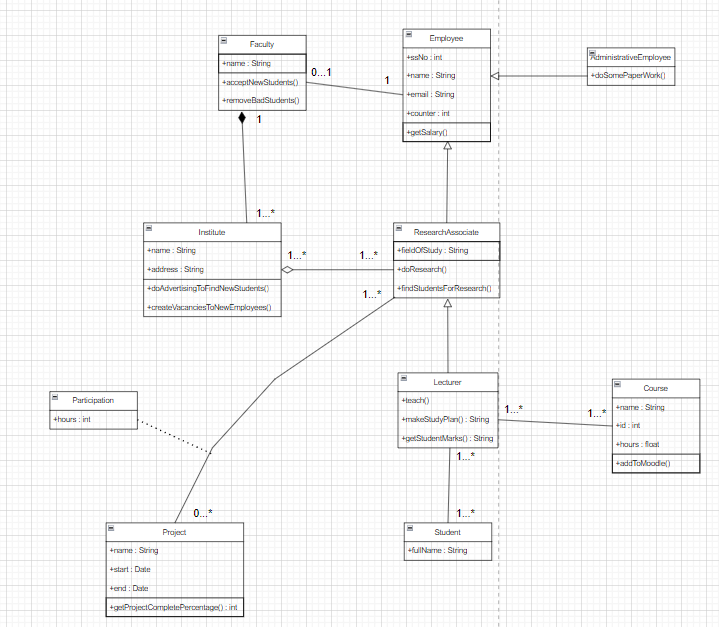 Faculty
+name : String
+acceptNewStudents()
+removeBadStudents()
0...1
1
Employee
+ssNo : int
+name : String
+email : String
+counter : int
+getSalary()
AdministrativeEmployee
+doSomePaperWork()
1
1...*
Institute
+name : String
+address : String
+doAdvertisingToFindNewStudents()
+createVacanciesToNewEmployees()
1...*
1...*
ResearchAssociate
+fieldOfStudy : String
+doResearch()
+findStudentsForResearch()
1...*
Participation
+hours : int
Lecturer
+teach()
+makeStudyPlan() : String
+getStudentMarks() : String
1...*
1...*
Course
+name : String
+id : int
+hours : float
+addToMoodle()
1...*
1...*
0...*
Project
+name : String
+start : Date
+end : Date
+getProjectCompletePercentage() : int
Student
+fullName : String